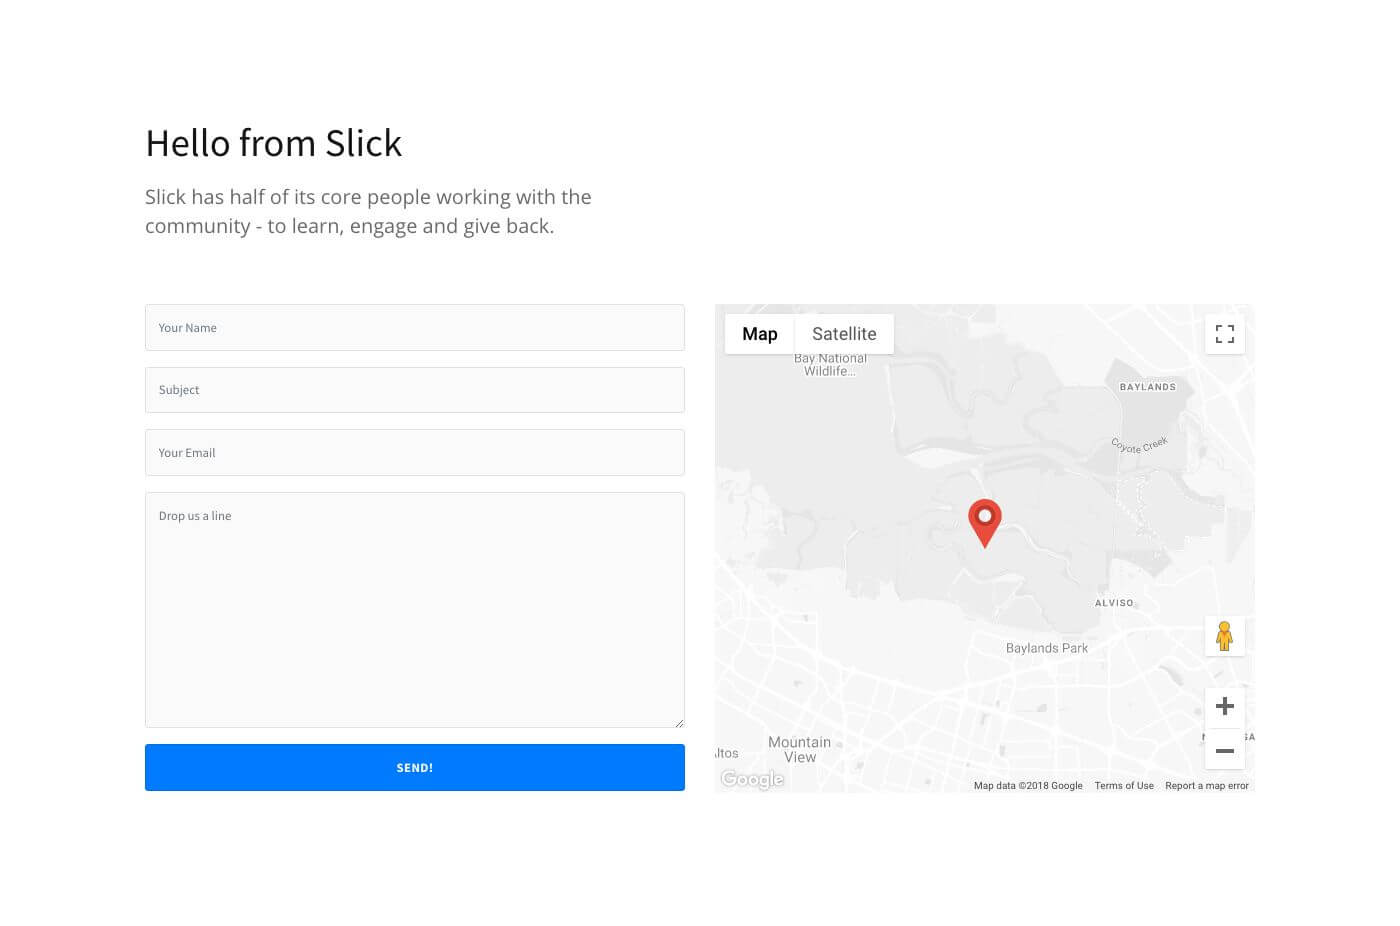 Hello from Slick
Slick has half of its core people working with the
community - to learn, engage and give back.
Your Name
Subject
Your Email
Drop us a line
SEND!
Map Satellite
Bay National
Wildlife...
BAYLANDS
Coyote Creek
ALVISO
Baylands Park
Mountain
View
ltos
Google
Map data ©2018 Google Terms of Use Report a map error